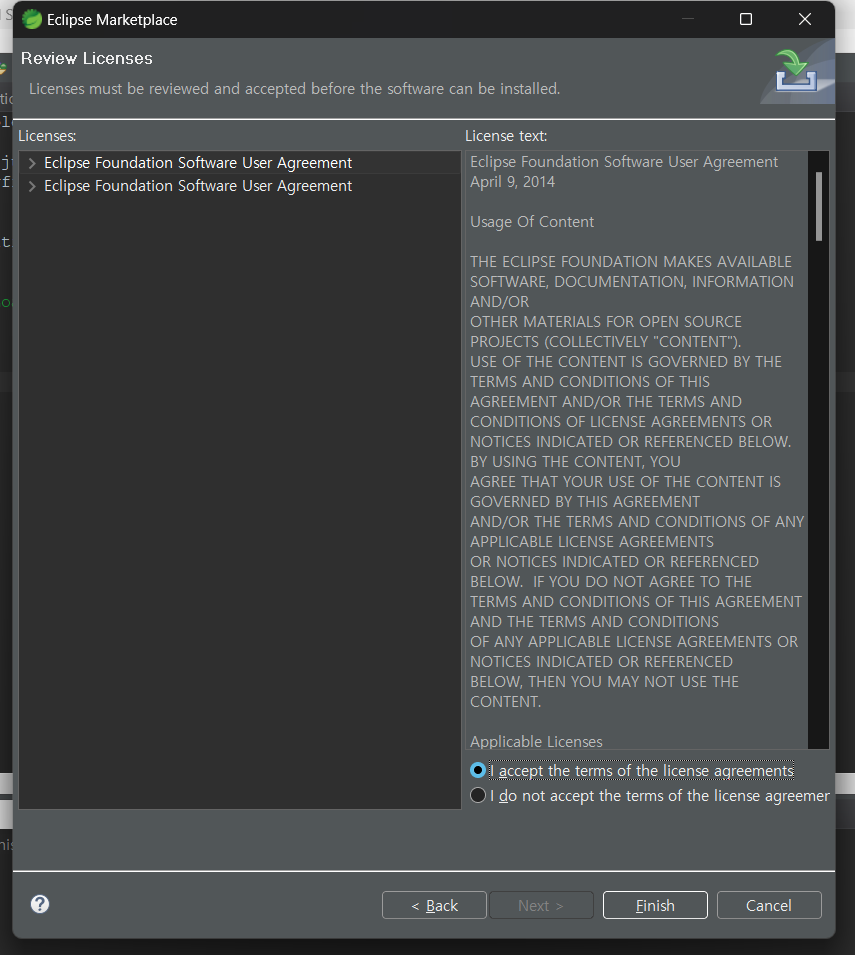 Eclipse Marketplace
Review Licenses
Licenses must be reviewed and accepted before the software can be installed.
Licenses:
Eclipse Foundation Software User Agreement
Eclipse Foundation Software User Agreement
License text:
Eclipse Foundation Software User Agreement
April 9, 2014
Usage Of Content
THE ECLIPSE FOUNDATION MAKES AVAILABLE
SOFTWARE, DOCUMENTATION, INFORMATION
AND/OR
OTHER MATERIALS FOR OPEN SOURCE
PROJECTS (COLLECTIVELY "CONTENT").
USE OF THE CONTENT IS GOVERNED BY THE
TERMS AND CONDITIONS OF THIS
AGREEMENT AND/OR THE TERMS AND
CONDITIONS OF LICENSE AGREEMENTS OR
NOTICES INDICATED OR REFERENCED BELOW.
BY USING THE CONTENT, YOU
AGREE THAT YOUR USE OF THE CONTENT IS
GOVERNED BY THIS AGREEMENT
AND/OR THE TERMS AND CONDITIONS OF ANY
APPLICABLE LICENSE AGREEMENTS
OR NOTICES INDICATED OR REFERENCED
BELOW.  IF YOU DO NOT AGREE TO THE
TERMS AND CONDITIONS OF THIS AGREEMENT
AND THE TERMS AND CONDITIONS
OF ANY APPLICABLE LICENSE AGREEMENTS OR
NOTICES INDICATED OR REFERENCED
BELOW, THEN YOU MAY NOT USE THE
CONTENT.
Applicable Licenses
I accept the terms of the license agreements
I do not accept the terms of the license agreemer
< Back
Next >
Finish
Cancel